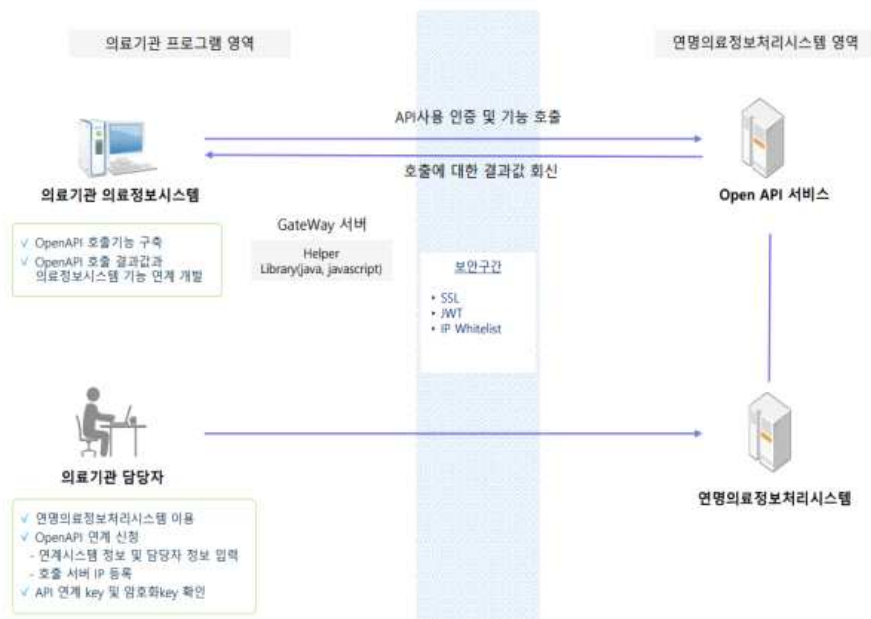 의료기관 프로그램 영역
연명의료정보처리시스템 영역
API사용 인증 및 기능 호출
호출에 대한 결과값 회신
의료기관 의료정보시스템
Open API 서비스
√ OpenAPI 호출기능 구축
√ OpenAPI 호출 결과값과
의료정보시스템 기능 연계 개발
GateWay 서버
Helper
Library(java, javascript)
보안구간
• SSL
• JWT
• IP Whitelist
의료기관 담당자
연명의료정보처리시스템
√ 연명의료정보처리시스템 이용
√ OpenAPI 연계 신청
- 연계시스템 정보 및 담당자 정보 입력
- 호출 서버 IP 등록
√ API 연계 key 및 암호화key 확인